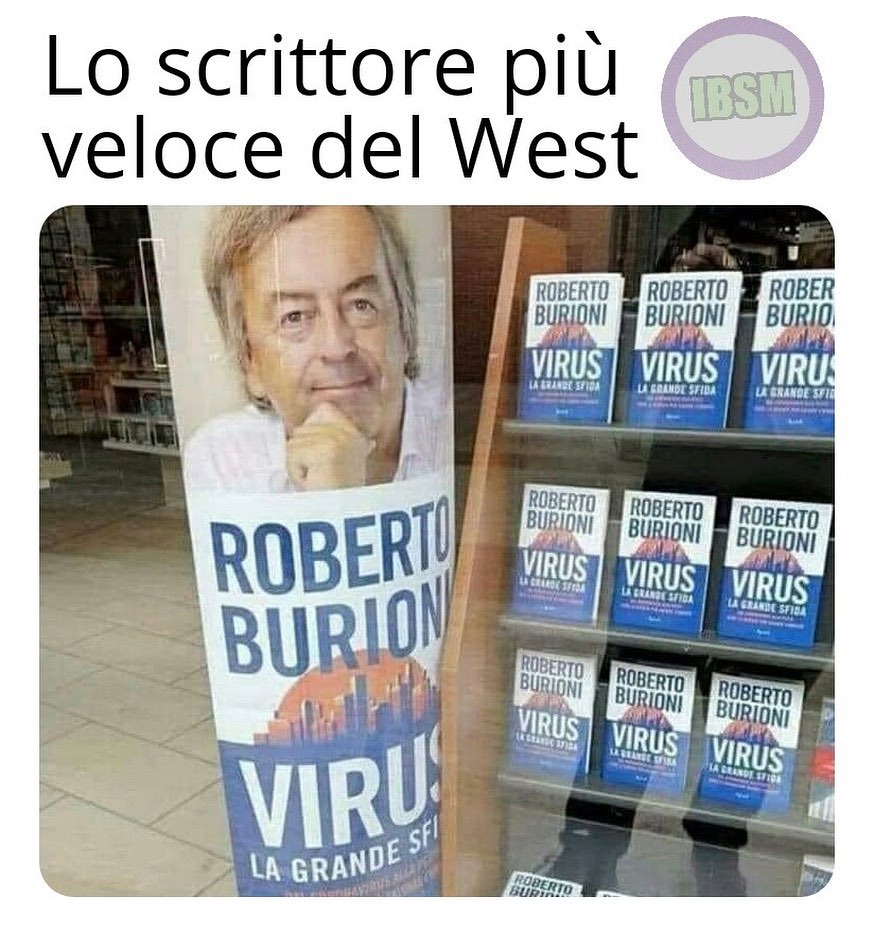 Lo scrittore più
veloce del West
IBSM
ROBERTO
BURIONI
VIRUS
LA GRANDE SFI
ROBERTO
BURIONI
VIRUS
LA GRANDE SFIDA
ROBERTO
BURIONI
VIRUS
LA GRANDE SFIDA
ROBER
BURIO
VIRUS
LA GRANDE SFID
ROBERTO
BURIONI
VIRUS
LA GRANDE SFIDA
ROBERTO
BURIONI
VIRUS
LA GRANDE SFIDA
ROBERTO
BURIONI
VIRUS
LA GRANDE SFIDA
ROBERTO
BURIONI
VIRUS
LA GRANDE SFIDA
ROBERTO
BURIONI
VIRUS
LA GRANDE SFIDA
ROBERTO
BURIONI
VIRUS
LA GRANDE SFIDA
ROBERTO
BURIONI